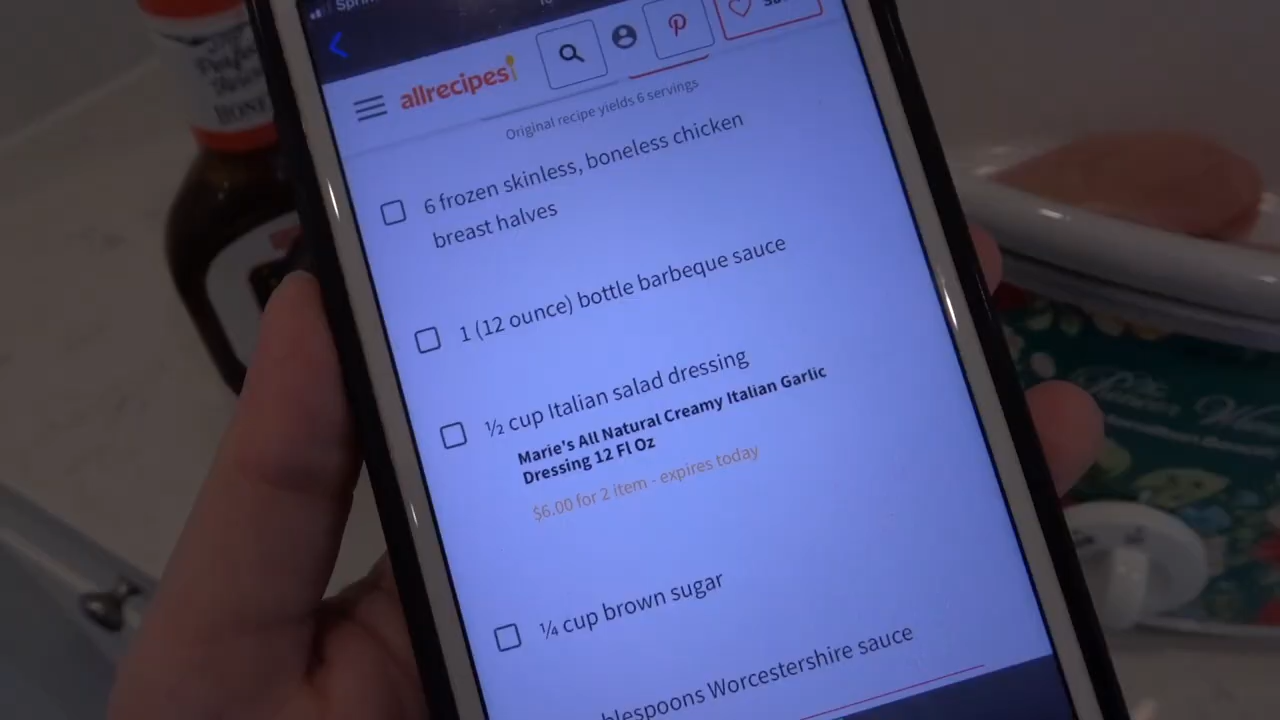 allrecipes
Original recipe yields 6 servings
6 frozen skinless, boneless chicken
breast halves
1 (12 ounce) bottle barbeque sauce
½ cup Italian salad dressing
Marie's All Natural Creamy Italian Garlic
Dressing 12 Fl Oz
$6.00 for 2 item - expires today
¼ cup brown sugar
blespoons Worcestershire sauce